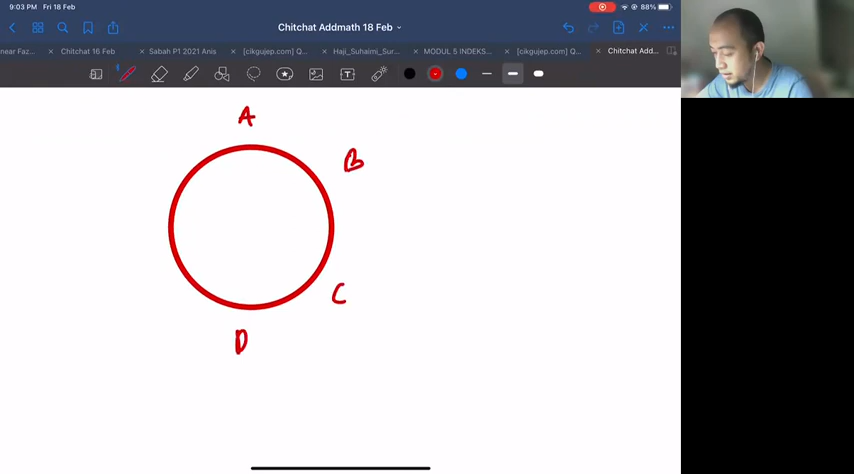 9:03 PM Fri 18 Feb
88%
Chitchat Addmath 18 Feb
near Faz...
Chitchat 16 Feb
Sabah P1 2021 Anis
[cikgujep.com] Q...
Haji_Suhaimi_Sur...
MODUL 5 INDEKS...
[cikgujep.com] Q...
Chitchat Add...
T
A
B
C
D